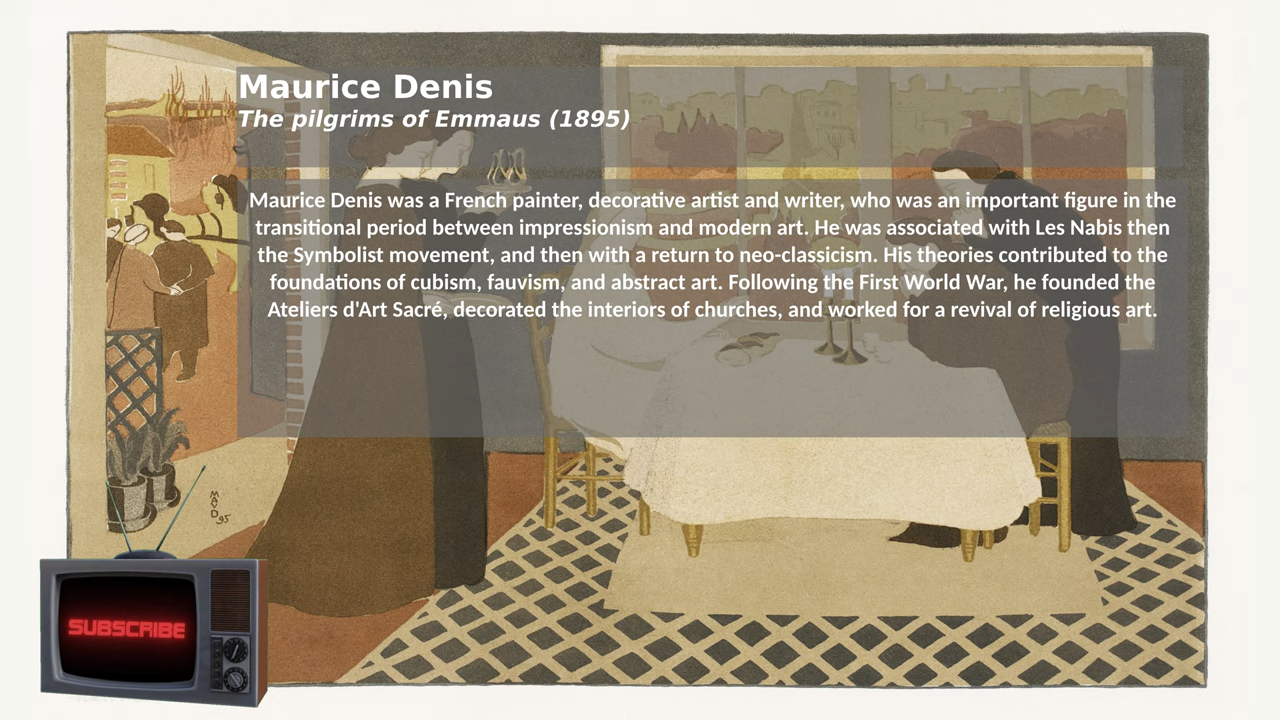 Maurice Denis
The pilgrims of Emmaus (1895)
Maurice Denis was a French painter, decorative artist and writer, who was an important figure in the
transitional period between impressionism and modern art. He was associated with Les Nabis then
the Symbolist movement, and then with a return to neo-classicism. His theories contributed to the
foundations of cubism, fauvism, and abstract art. Following the First World War, he founded the
Ateliers d'Art Sacré, decorated the interiors of churches, and worked for a revival of religious art.
MAVD
95
SUBSCRIBE